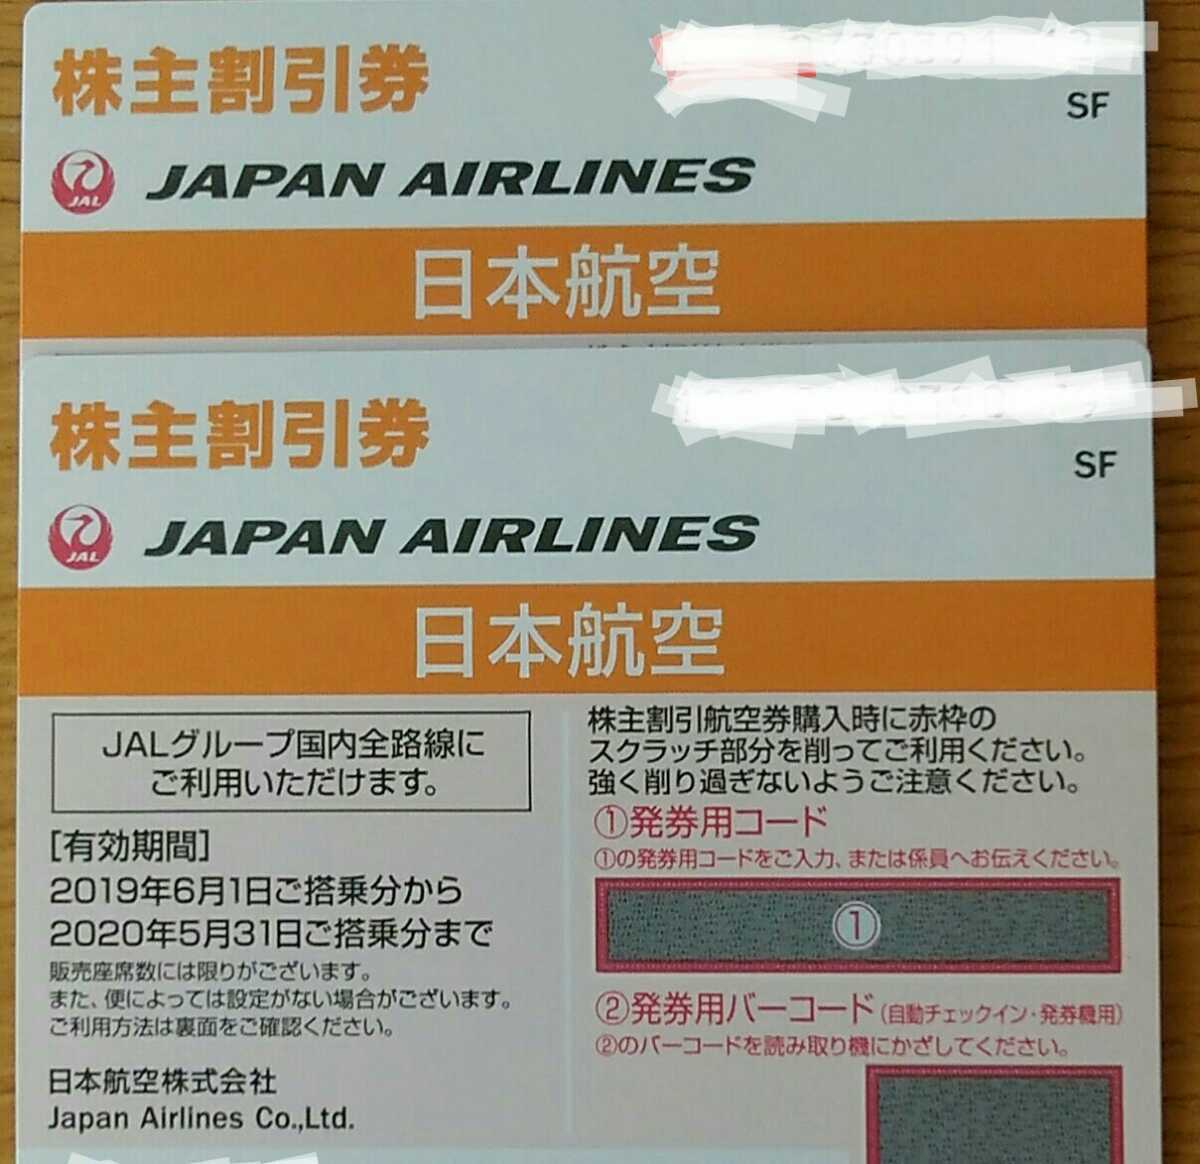 株主割引券
SF
JAL
JAPAN AIRLINES
日本航空
株主割引券
SF
JAL
JAPAN AIRLINES
日本航空
JALグループ国内全路線に
ご利用いただけます。
[有効期間]
2019年6月1日ご搭乗分から
2020年5月31日ご搭乗分まで
販売座席数には限りがございます。
また、便によっては設定がない場合がございます。
ご利用方法は裏面をご確認ください。
日本航空株式会社
Japan Airlines Co.,Ltd.
株主割引航空券購入時に赤枠の
スクラッチ部分を削ってご利用ください。
強く削り過ぎないようご注意ください。
①発券用コード
①の発券用コードをご入力、または係員へお伝えください。
①
②発券用バーコード(自動チェックイン・発券機用)
②のバーコードを読み取り機にかざしてください。